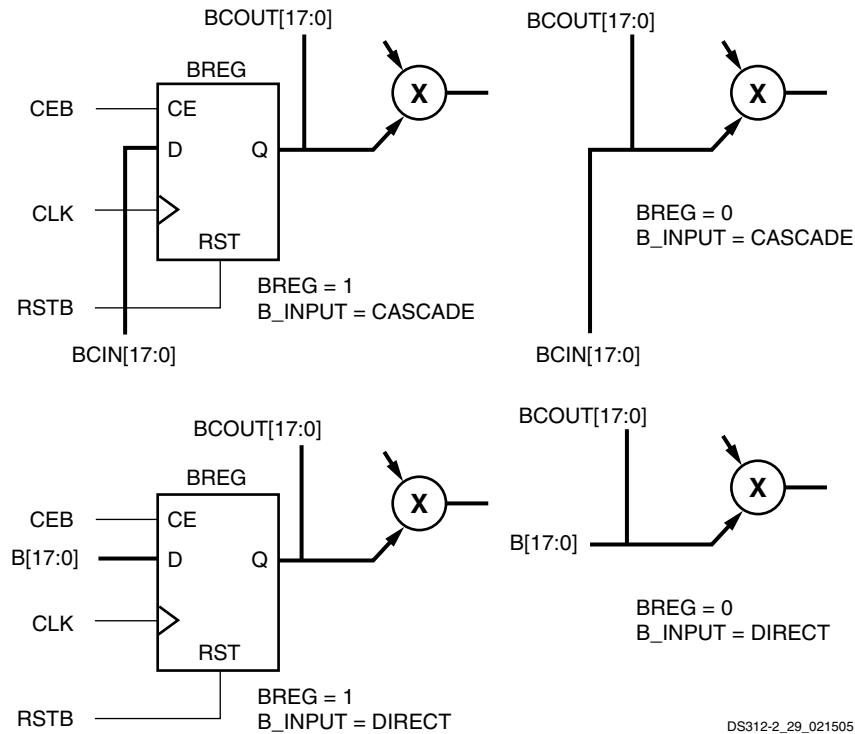 BCOUT[17:0]
BREG
CEB
CE
D
Q
CLK
RST
RSTB
BCIN[17:0]
X
BREG = 1
B_INPUT = CASCADE
BCOUT[17:0]
X
BREG = 0
B_INPUT = CASCADE
BCIN[17:0]
BCOUT[17:0]
BREG
CEB
CE
B[17:0]
D
Q
CLK
RST
RSTB
X
BREG = 1
B_INPUT = DIRECT
BCOUT[17:0]
X
B[17:0]
BREG = 0
B_INPUT = DIRECT
DS312-2_29_021505